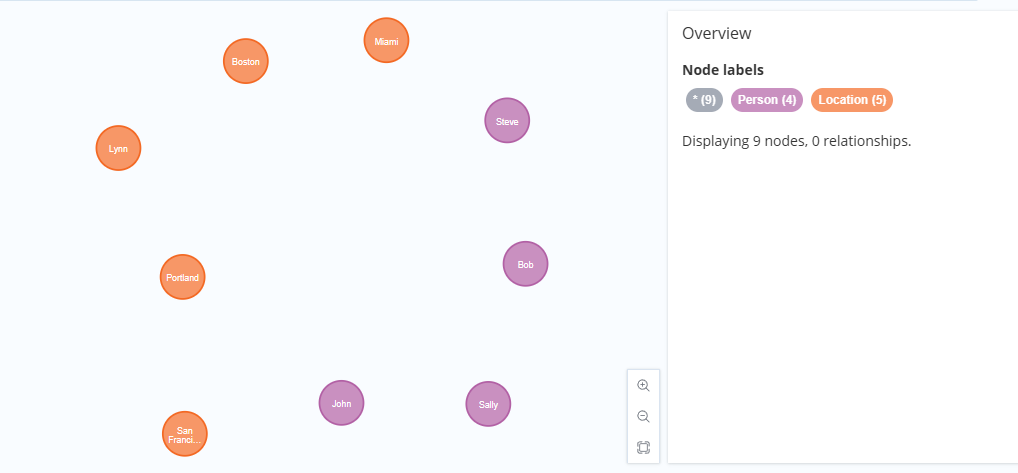 Miami
Boston
Steve
Lynn
Bob
Portland
John
Sally
San
Franci...
Overview
Node labels
* (9) Person (4) Location (5)
Displaying 9 nodes, 0 relationships.